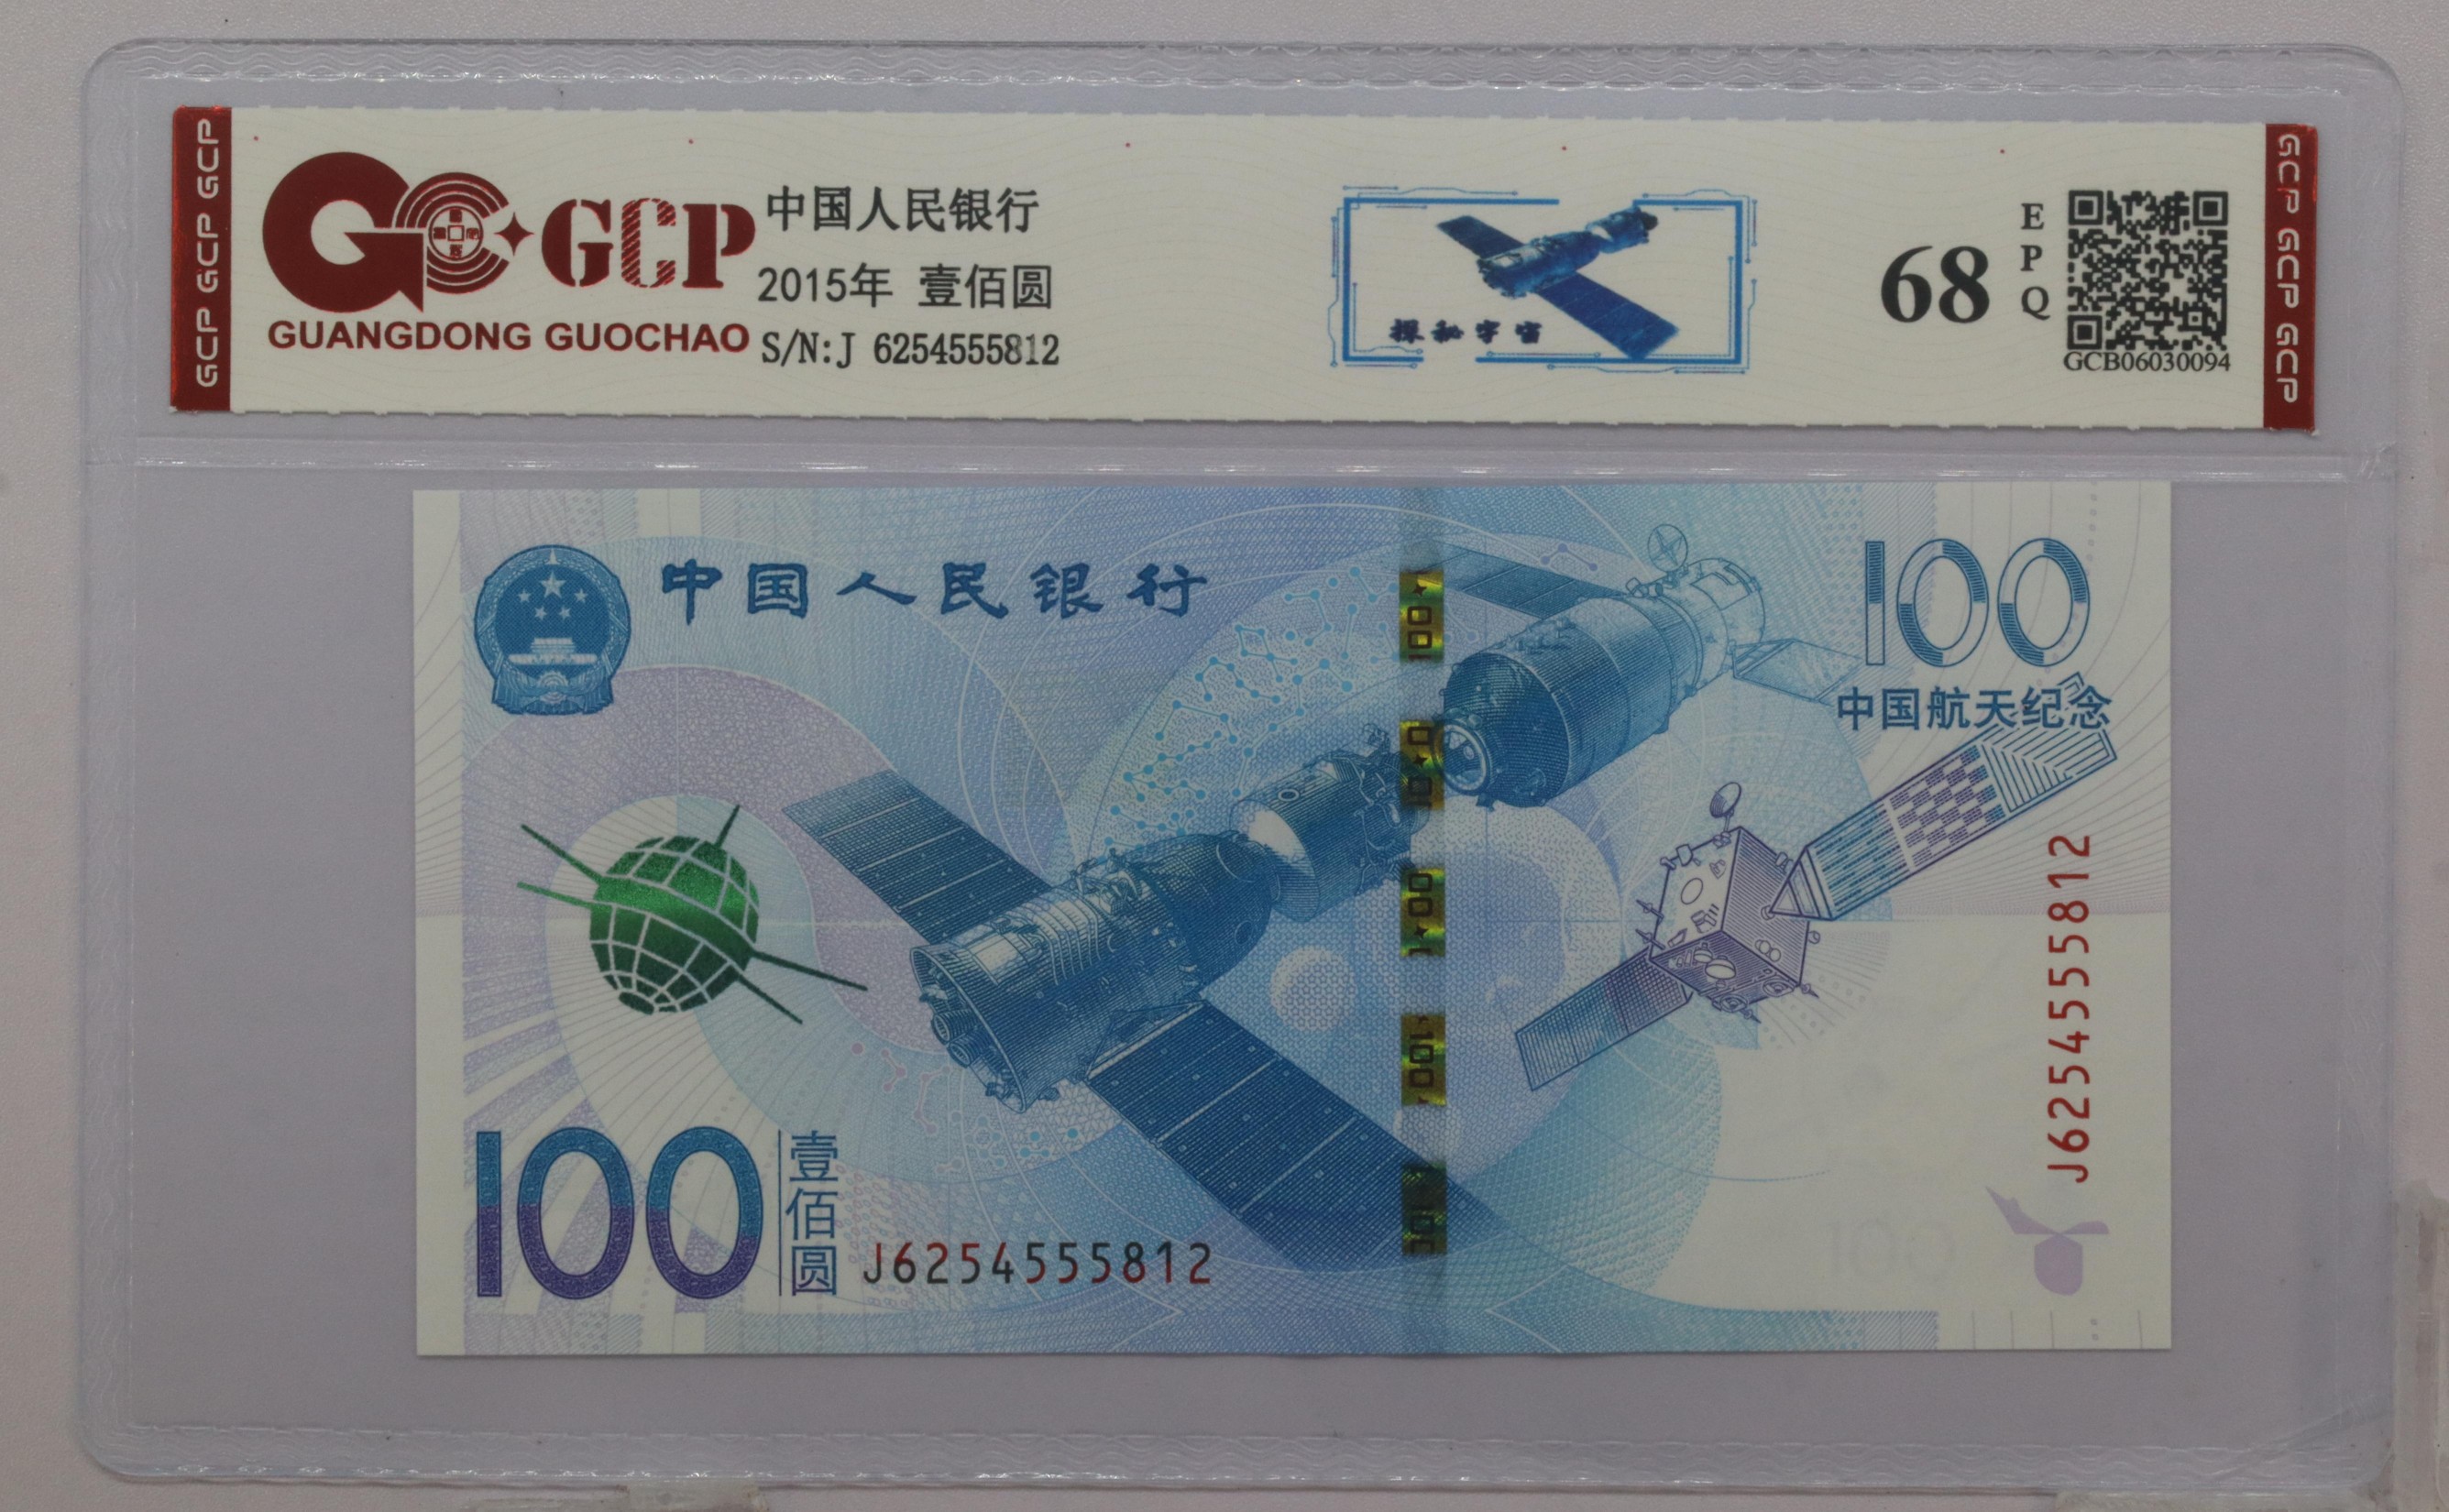 GCP GCP GCP
GCP
GUANGDONG GUOCHAO
中国人民银行
2015年 壹佰圆
S/N:J 6254555812
探秘宇宙
68
EPQ
GCB06030094
GCP GCP GCP
中国人民银行
100
中国航天纪念
100
壹佰圆
J6254555812
J6254555812